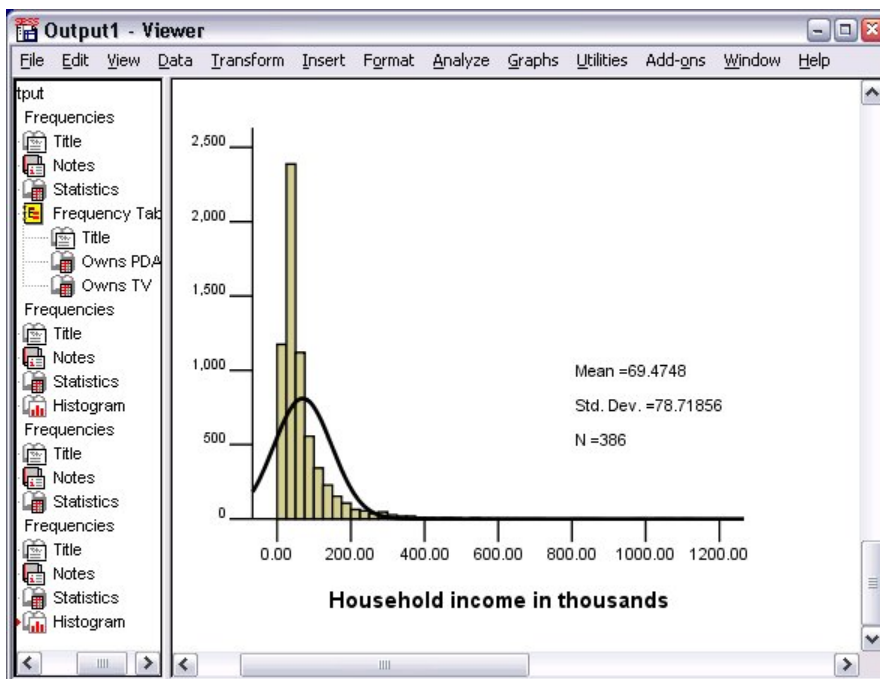 Output1 - Viewer
File Edit View Data Transform Insert Format Analyze Graphs Utilities Add-ons Window Help
tput
Frequencies
Title
Notes
Statistics
Frequency Tab
Title
Owns PDA
Owns TV
Frequencies
Title
Notes
Statistics
Histogram
Frequencies
Title
Notes
Statistics
Frequencies
Title
Notes
Statistics
Histogram
2,500
2,000
1,500
1,000
500
0
Mean =69.4748
Std. Dev. =78.71856
N =386
0.00 200.00 400.00 600.00 800.00 1000.00 1200.00
Household income in thousands